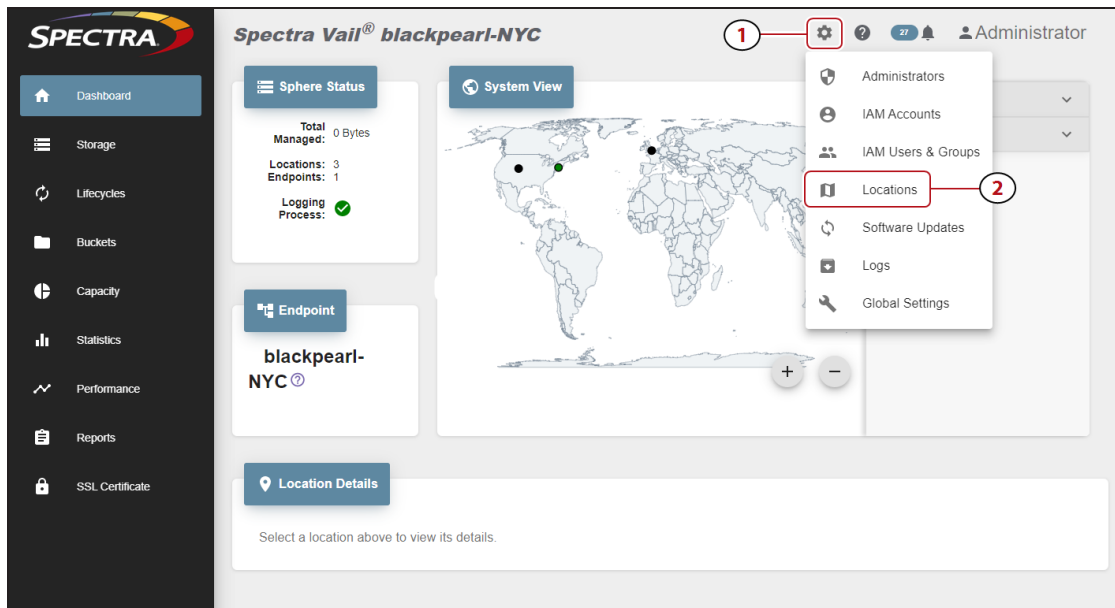 SPECTRA
Spectra Vail® blackpearl-NYC
1
27
Administrator
Dashboard
Storage
Lifecycles
Buckets
Capacity
Statistics
Performance
Reports
SSL Certificate
Sphere Status
Total Managed: 0 Bytes
Locations: 3
Endpoints: 1
Logging Process:
System View
+
−
Administrators
IAM Accounts
IAM Users & Groups
Locations
2
Software Updates
Logs
Global Settings
Endpoint
blackpearl-
NYC
Location Details
Select a location above to view its details.